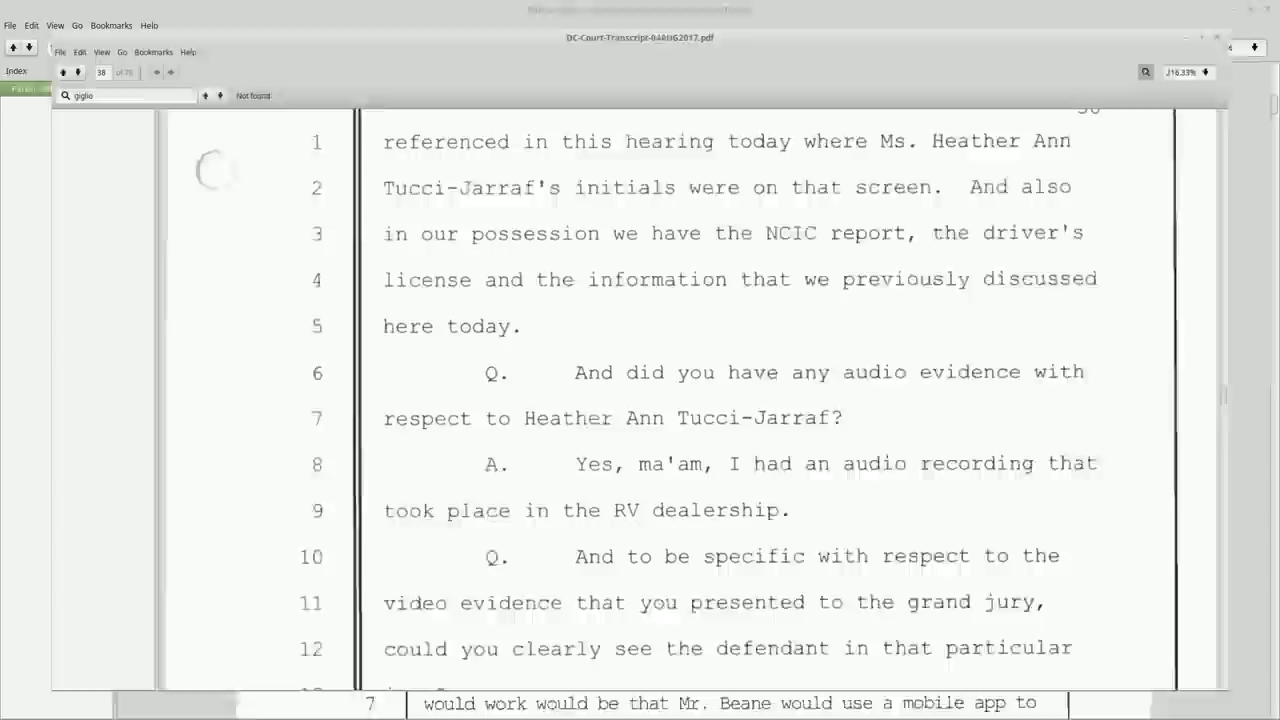 File Edit View Go Bookmarks Help
DC-Court-Transcript-04AUG2017.pdf
File Edit View Go Bookmarks Help
Index
38 of 75
116.33%
giglio
Not found
1 referenced in this hearing today where Ms. Heather Ann
2 Tucci-Jarraf's initials were on that screen. And also
3 in our possession we have the NCIC report, the driver's
4 license and the information that we previously discussed
5 here today.
6 Q. And did you have any audio evidence with
7 respect to Heather Ann Tucci-Jarraf?
8 A. Yes, ma'am, I had an audio recording that
9 took place in the RV dealership.
10 Q. And to be specific with respect to the
11 video evidence that you presented to the grand jury,
12 could you clearly see the defendant in that particular
7 would work would be that Mr. Beane would use a mobile app to